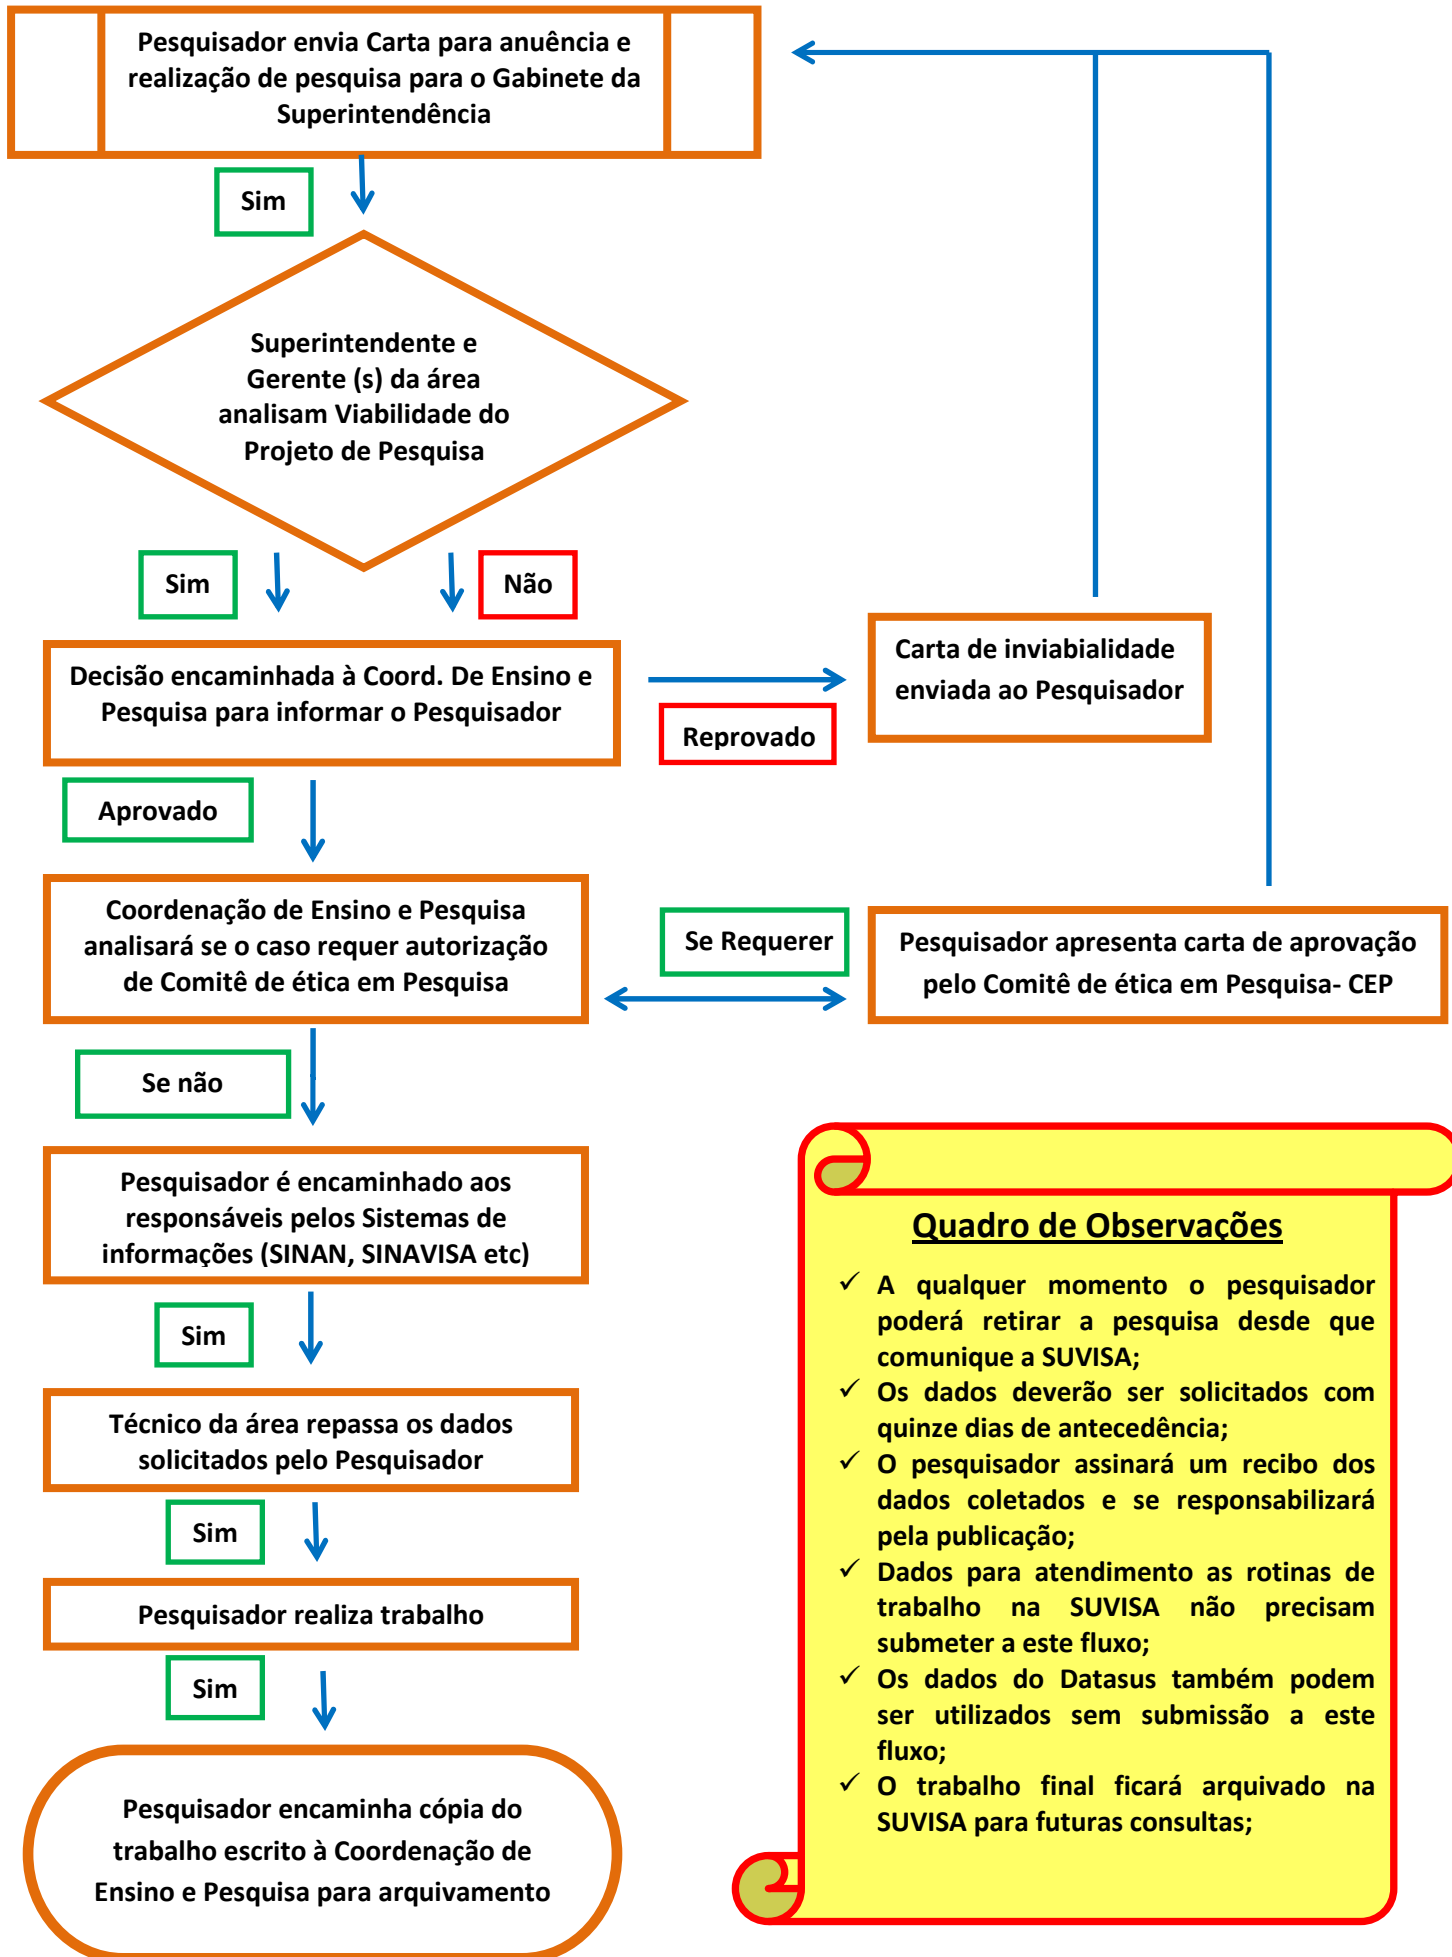 Pesquisador envia Carta para anuência e
realização de pesquisa para o Gabinete da
Superintendência
Sim
Superintendente e
Gerente (s) da área
analisam Viabilidade do
Projeto de Pesquisa
Sim
Não
Decisão encaminhada à Coord. De Ensino e
Pesquisa para informar o Pesquisador
Reprovado
Carta de inviabialidade
enviada ao Pesquisador
Aprovado
Coordenação de Ensino e Pesquisa
analisará se o caso requer autorização
de Comitê de ética em Pesquisa
Se Requerer
Pesquisador apresenta carta de aprovação
pelo Comitê de ética em Pesquisa- CEP
Se não
Pesquisador é encaminhado aos
responsáveis pelos Sistemas de
informações (SINAN, SINAVISA etc)
Sim
Técnico da área repassa os dados
solicitados pelo Pesquisador
Sim
Pesquisador realiza trabalho
Sim
Pesquisador encaminha cópia do
trabalho escrito à Coordenação de
Ensino e Pesquisa para arquivamento
Quadro de Observações
✓ A qualquer momento o pesquisador
poderá retirar a pesquisa desde que
comunique a SUVISA;
✓ Os dados deverão ser solicitados com
quinze dias de antecedência;
✓ O pesquisador assinará um recibo dos
dados coletados e se responsabilizará
pela publicação;
✓ Dados para atendimento as rotinas de
trabalho na SUVISA não precisam
submeter a este fluxo;
✓ Os dados do Datasus também podem
ser utilizados sem submissão a este
fluxo;
✓ O trabalho final ficará arquivado na
SUVISA para futuras consultas;